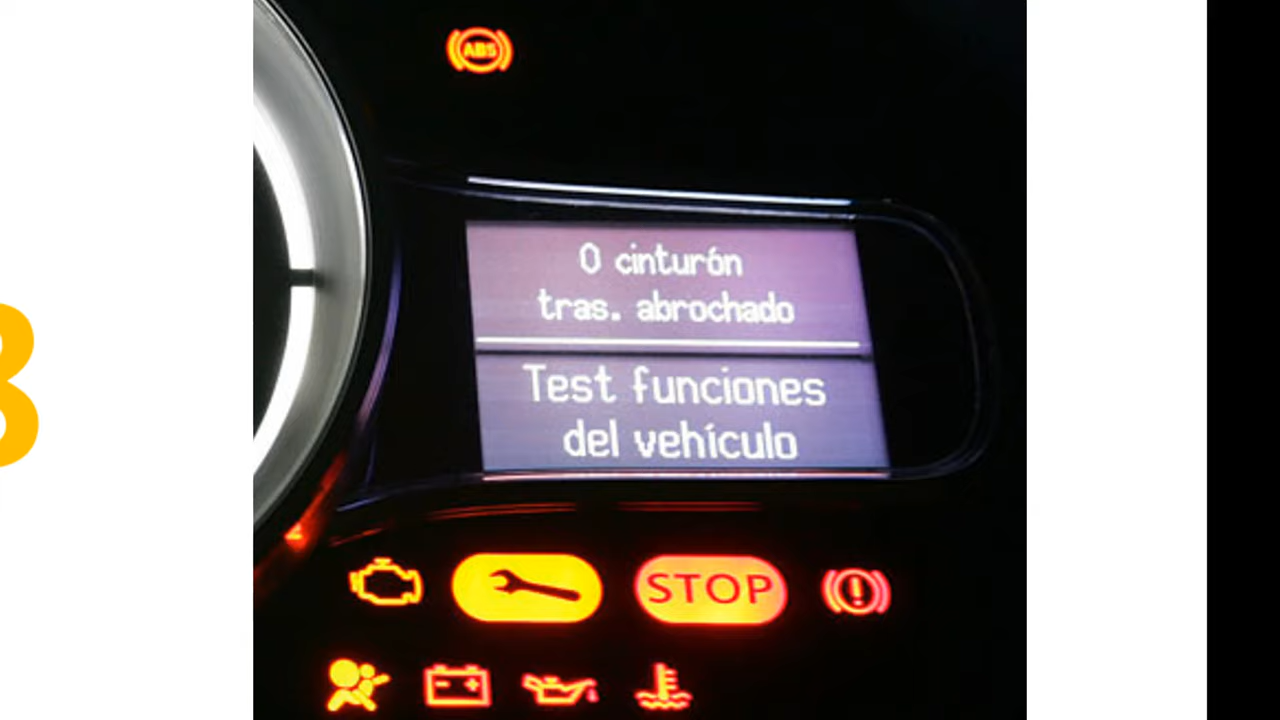 ABS
0 cinturón
tras. abrochado
Test funciones
del vehículo
STOP